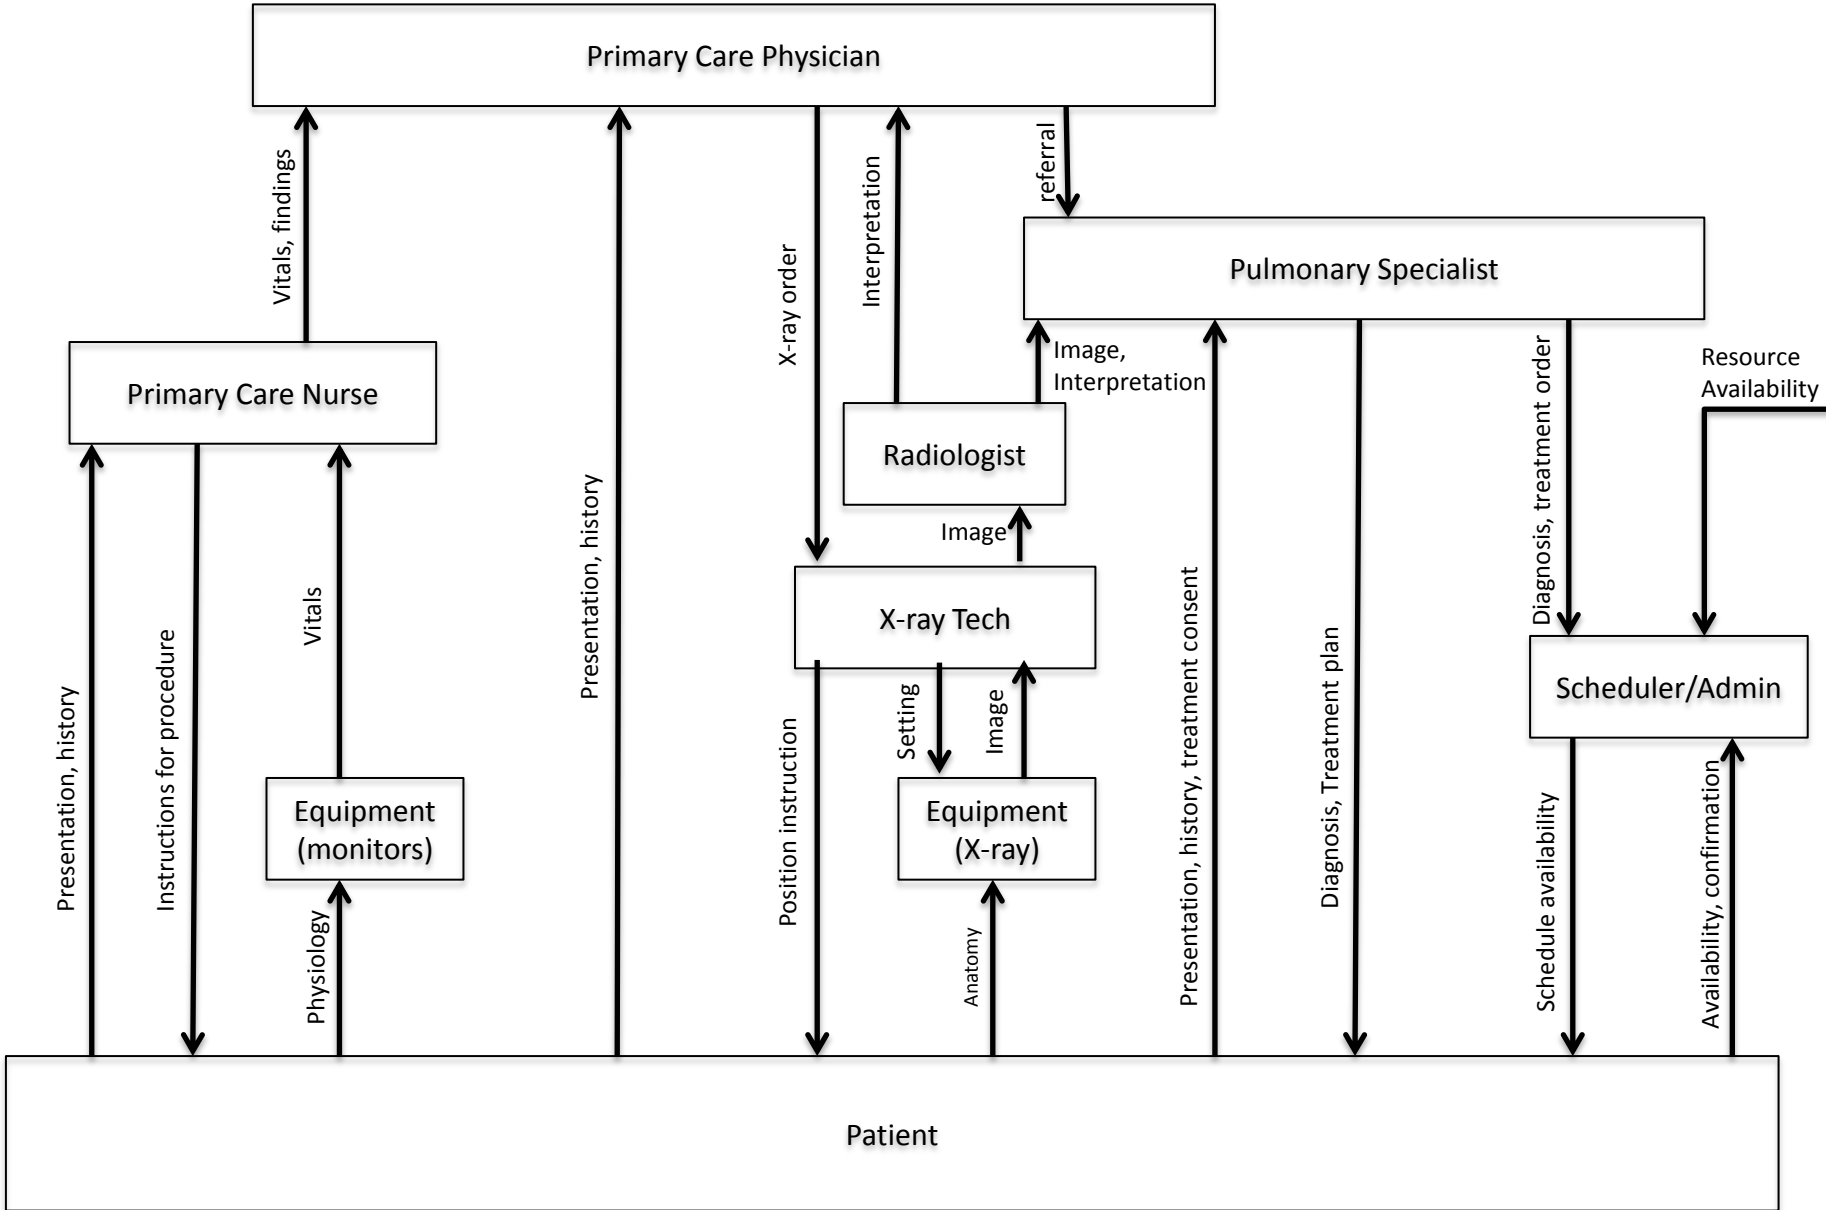 Primary Care Physician
Vitals, findings
Presentation, history
X-ray order
Interpretation
referral
Pulmonary Specialist
Primary Care Nurse
Image,
Interpretation
Radiologist
Image
Diagnosis, treatment order
Resource
Availability
X-ray Tech
Scheduler/Admin
Presentation, history
Instructions for procedure
Vitals
Equipment
(monitors)
Physiology
Position instruction
Setting
Image
Equipment
(X-ray)
Anatomy
Presentation, history, treatment consent
Diagnosis, Treatment plan
Schedule availability
Availability, confirmation
Patient